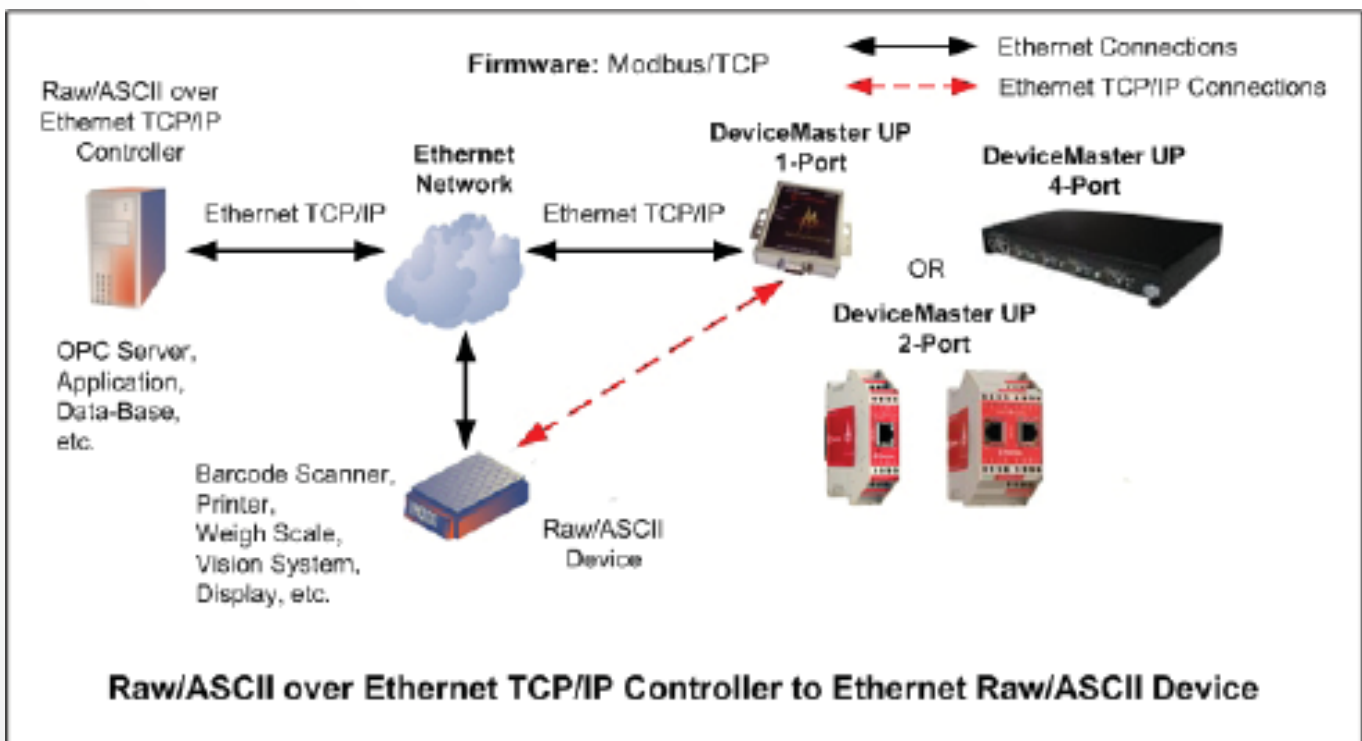 Firmware: Modbus/TCP
Ethernet Connections
Ethernet TCP/IP Connections
Raw/ASCII over
Ethernet TCP/IP
Controller
Ethernet
Network
DeviceMaster UP
1-Port
DeviceMaster UP
4-Port
Ethernet TCP/IP
Ethernet TCP/IP
OR
DeviceMaster UP
2-Port
OPC Server,
Application,
Data-Base,
etc.
Barcode Scanner,
Printer,
Weigh Scale,
Vision System,
Display, etc.
Raw/ASCII
Device
Raw/ASCII over Ethernet TCP/IP Controller to Ethernet Raw/ASCII Device